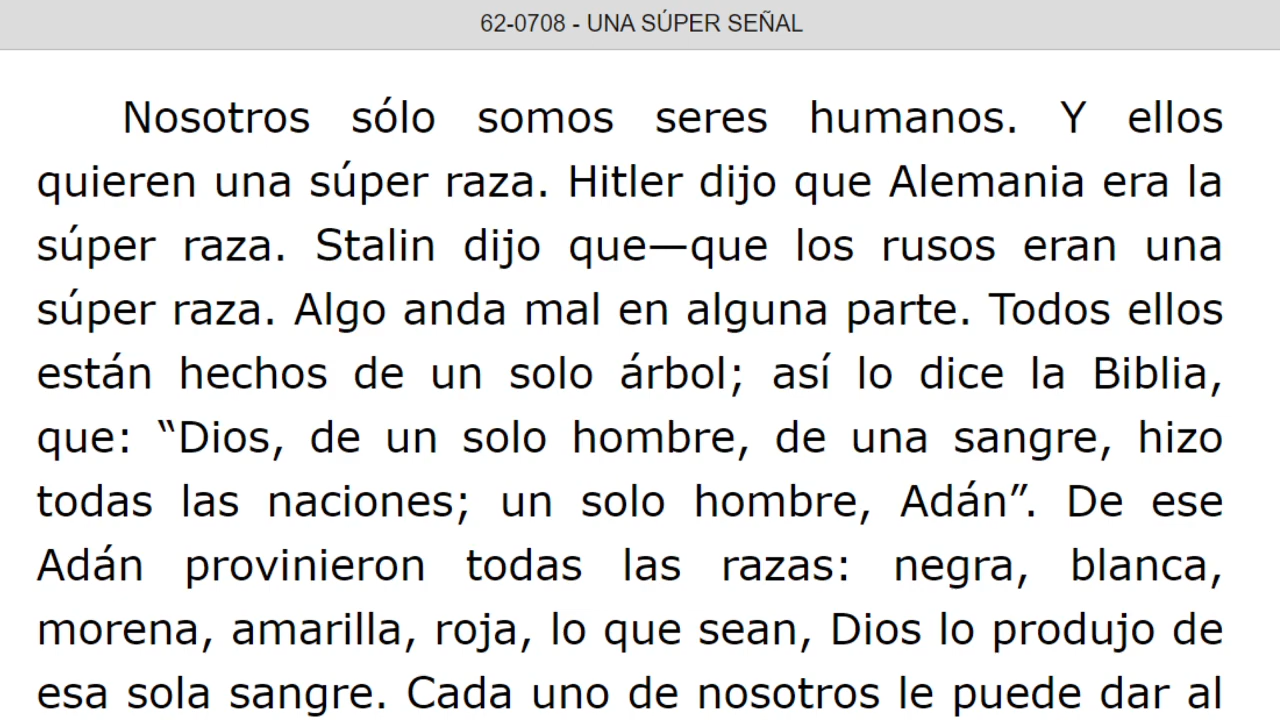 62-0708 - UNA SÚPER SEÑAL
Nosotros sólo somos seres humanos. Y ellos
quieren una súper raza. Hitler dijo que Alemania era la
súper raza. Stalin dijo que—que los rusos eran una
súper raza. Algo anda mal en alguna parte. Todos ellos
están hechos de un solo árbol; así lo dice la Biblia,
que: “Dios, de un solo hombre, de una sangre, hizo
todas las naciones; un solo hombre, Adán”. De ese
Adán provinieron todas las razas: negra, blanca,
morena, amarilla, roja, lo que sean, Dios lo produjo de
esa sola sangre. Cada uno de nosotros le puede dar al